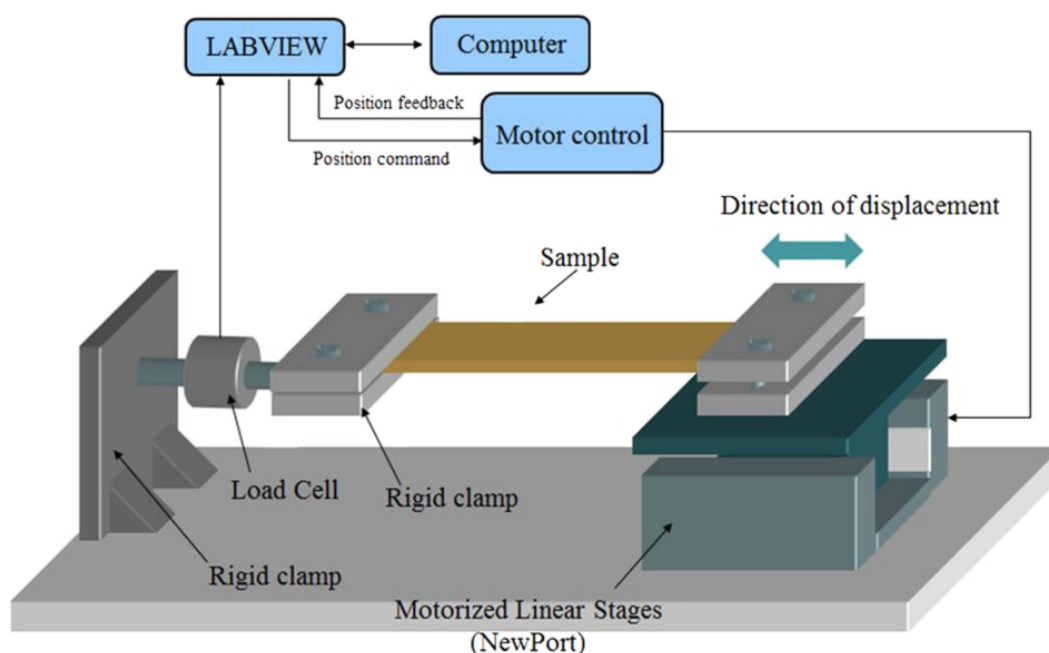 LABVIEW
Computer
Position feedback
Motor control
Position command
Direction of displacement
Sample
Load Cell
Rigid clamp
Rigid clamp
Motorized Linear Stages
(NewPort)